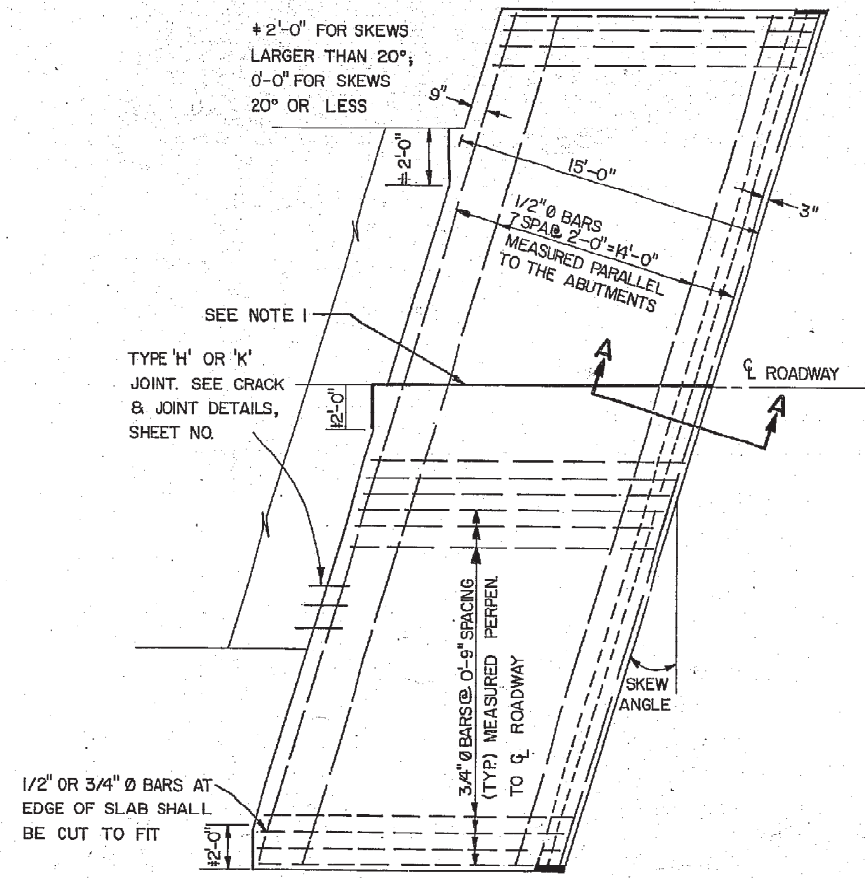 ‡ 2'-0" FOR SKEWS
LARGER THAN 20°;
0'-0" FOR SKEWS
20° OR LESS
9"
‡ 2'-0"
15'-0"
3"
1/2" Ø BARS
7 SPA@ 2'-0"=14'-0"
MEASURED PARALLEL
TO THE ABUTMENTS
SEE NOTE 1
A
℄ ROADWAY
TYPE 'H' OR 'K'
JOINT. SEE CRACK
& JOINT DETAILS,
SHEET NO.
‡2'-0"
A
3/4" Ø BARS@ 0'-9" SPACING
(TYP.) MEASURED PERPEN.
TO ℄ ROADWAY
SKEW
ANGLE
1/2" OR 3/4" Ø BARS AT
EDGE OF SLAB SHALL
BE CUT TO FIT
‡2'-0"